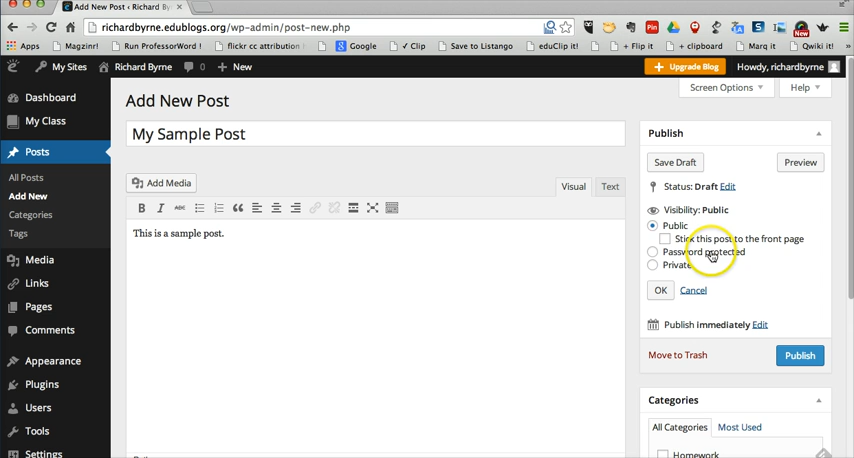 Add New Post ‹ Richard By
richardbyrne.edublogs.org/wp-admin/post-new.php
Apps
Magzinr!
Run ProfessorWord !
flickr cc attribution
Google
✓ Clip
Save to Listango
eduClip it!
+ Flip it
+ clipboard
Marq it
Qwik it!
»
My Sites
Richard Byrne
0
+ New
Upgrade Blog
Howdy, richardbyrne
Dashboard
My Class
Posts
All Posts
Add New
Categories
Tags
Media
Links
Pages
Comments
Appearance
Plugins
Users
Tools
Settings
Screen Options
Help
Add New Post
My Sample Post
Add Media
Visual
Text
B I ABC
This is a sample post.
Publish
Save Draft
Preview
Status: Draft Edit
Visibility: Public
Public
Stick this post to the front page
Password protected
Private
OK
Cancel
Publish immediately Edit
Move to Trash
Publish
Categories
All Categories
Most Used
Homework